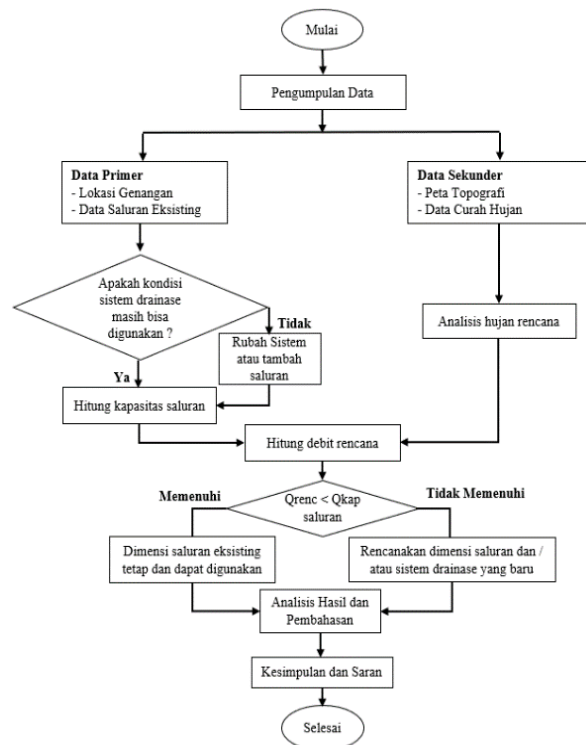 Mulai
Pengumpulan Data
Data Primer
- Lokasi Genangan
- Data Saluran Eksisting
Data Sekunder
- Peta Topografi
- Data Curah Hujan
Apakah kondisi
sistem drainase
masih bisa
digunakan ?
Tidak
Rubah Sistem
atau tambah
saluran
Analisis hujan rencana
Ya
Hitung kapasitas saluran
Hitung debit rencana
Memenuhi
Qrenc < Qkap
saluran
Tidak Memenuhi
Dimensi saluran eksisting
tetap dan dapat digunakan
Rencanakan dimensi saluran dan /
atau sistem drainase yang baru
Analisis Hasil dan
Pembahasan
Kesimpulan dan Saran
Selesai